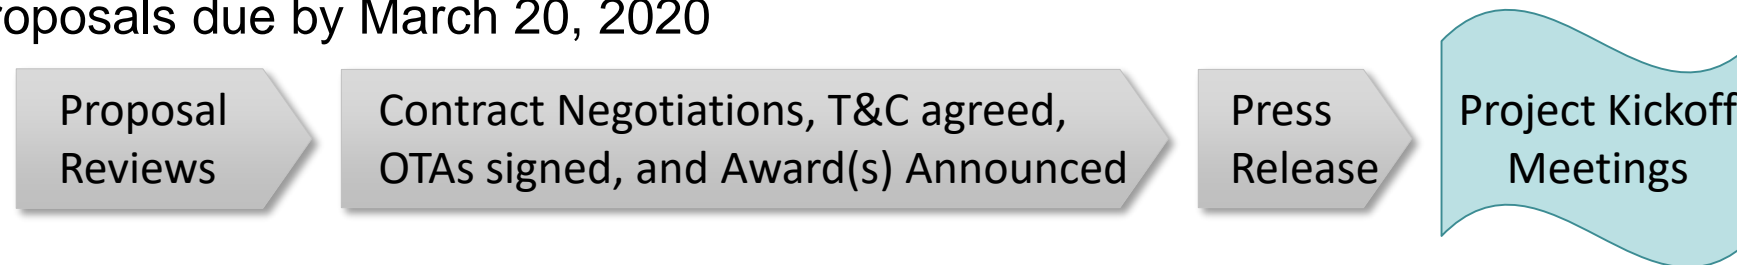 roposals due by March 20, 2020
Proposal
Reviews
Contract Negotiations, T&C agreed,
OTAs signed, and Award(s) Announced
Press
Release
Project Kickoff
Meetings